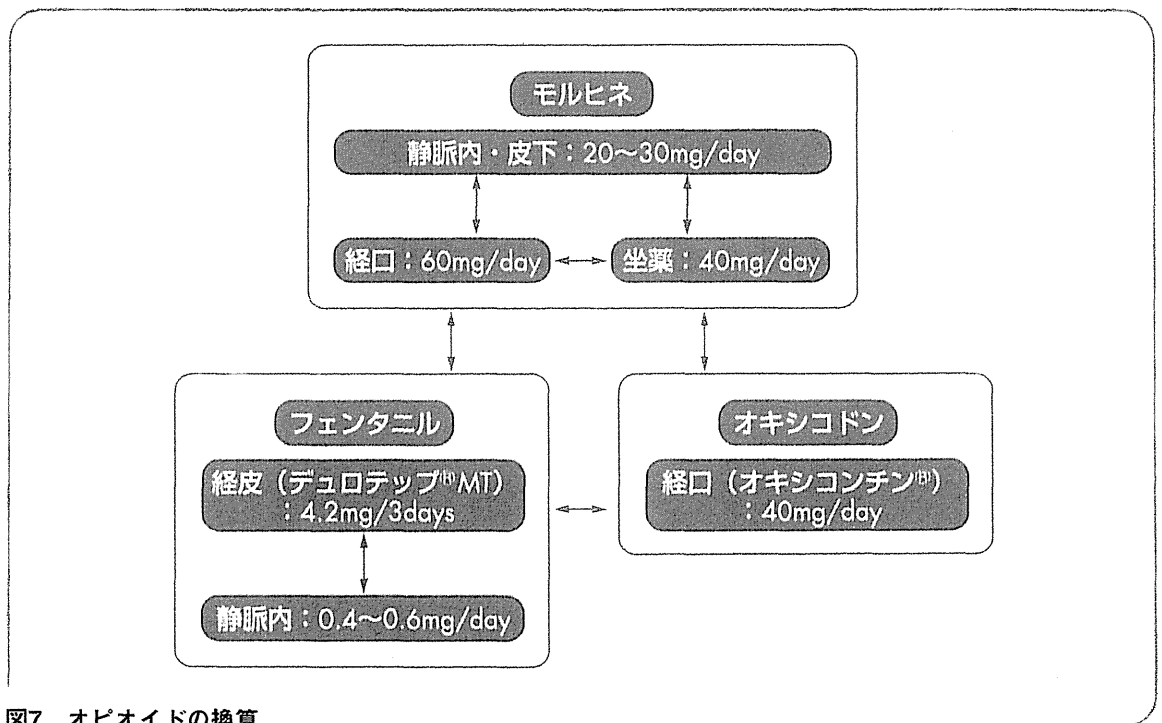 モルヒネ
静脈内・皮下：20〜30mg/day
経口：60mg/day
坐薬：40mg/day
フェンタニル
経皮（デュロテップ®MT）
：4.2mg/3days
静脈内：0.4〜0.6mg/day
オキシコドン
経口（オキシコンチン®）
：40mg/day
図7 オピオイドの換算